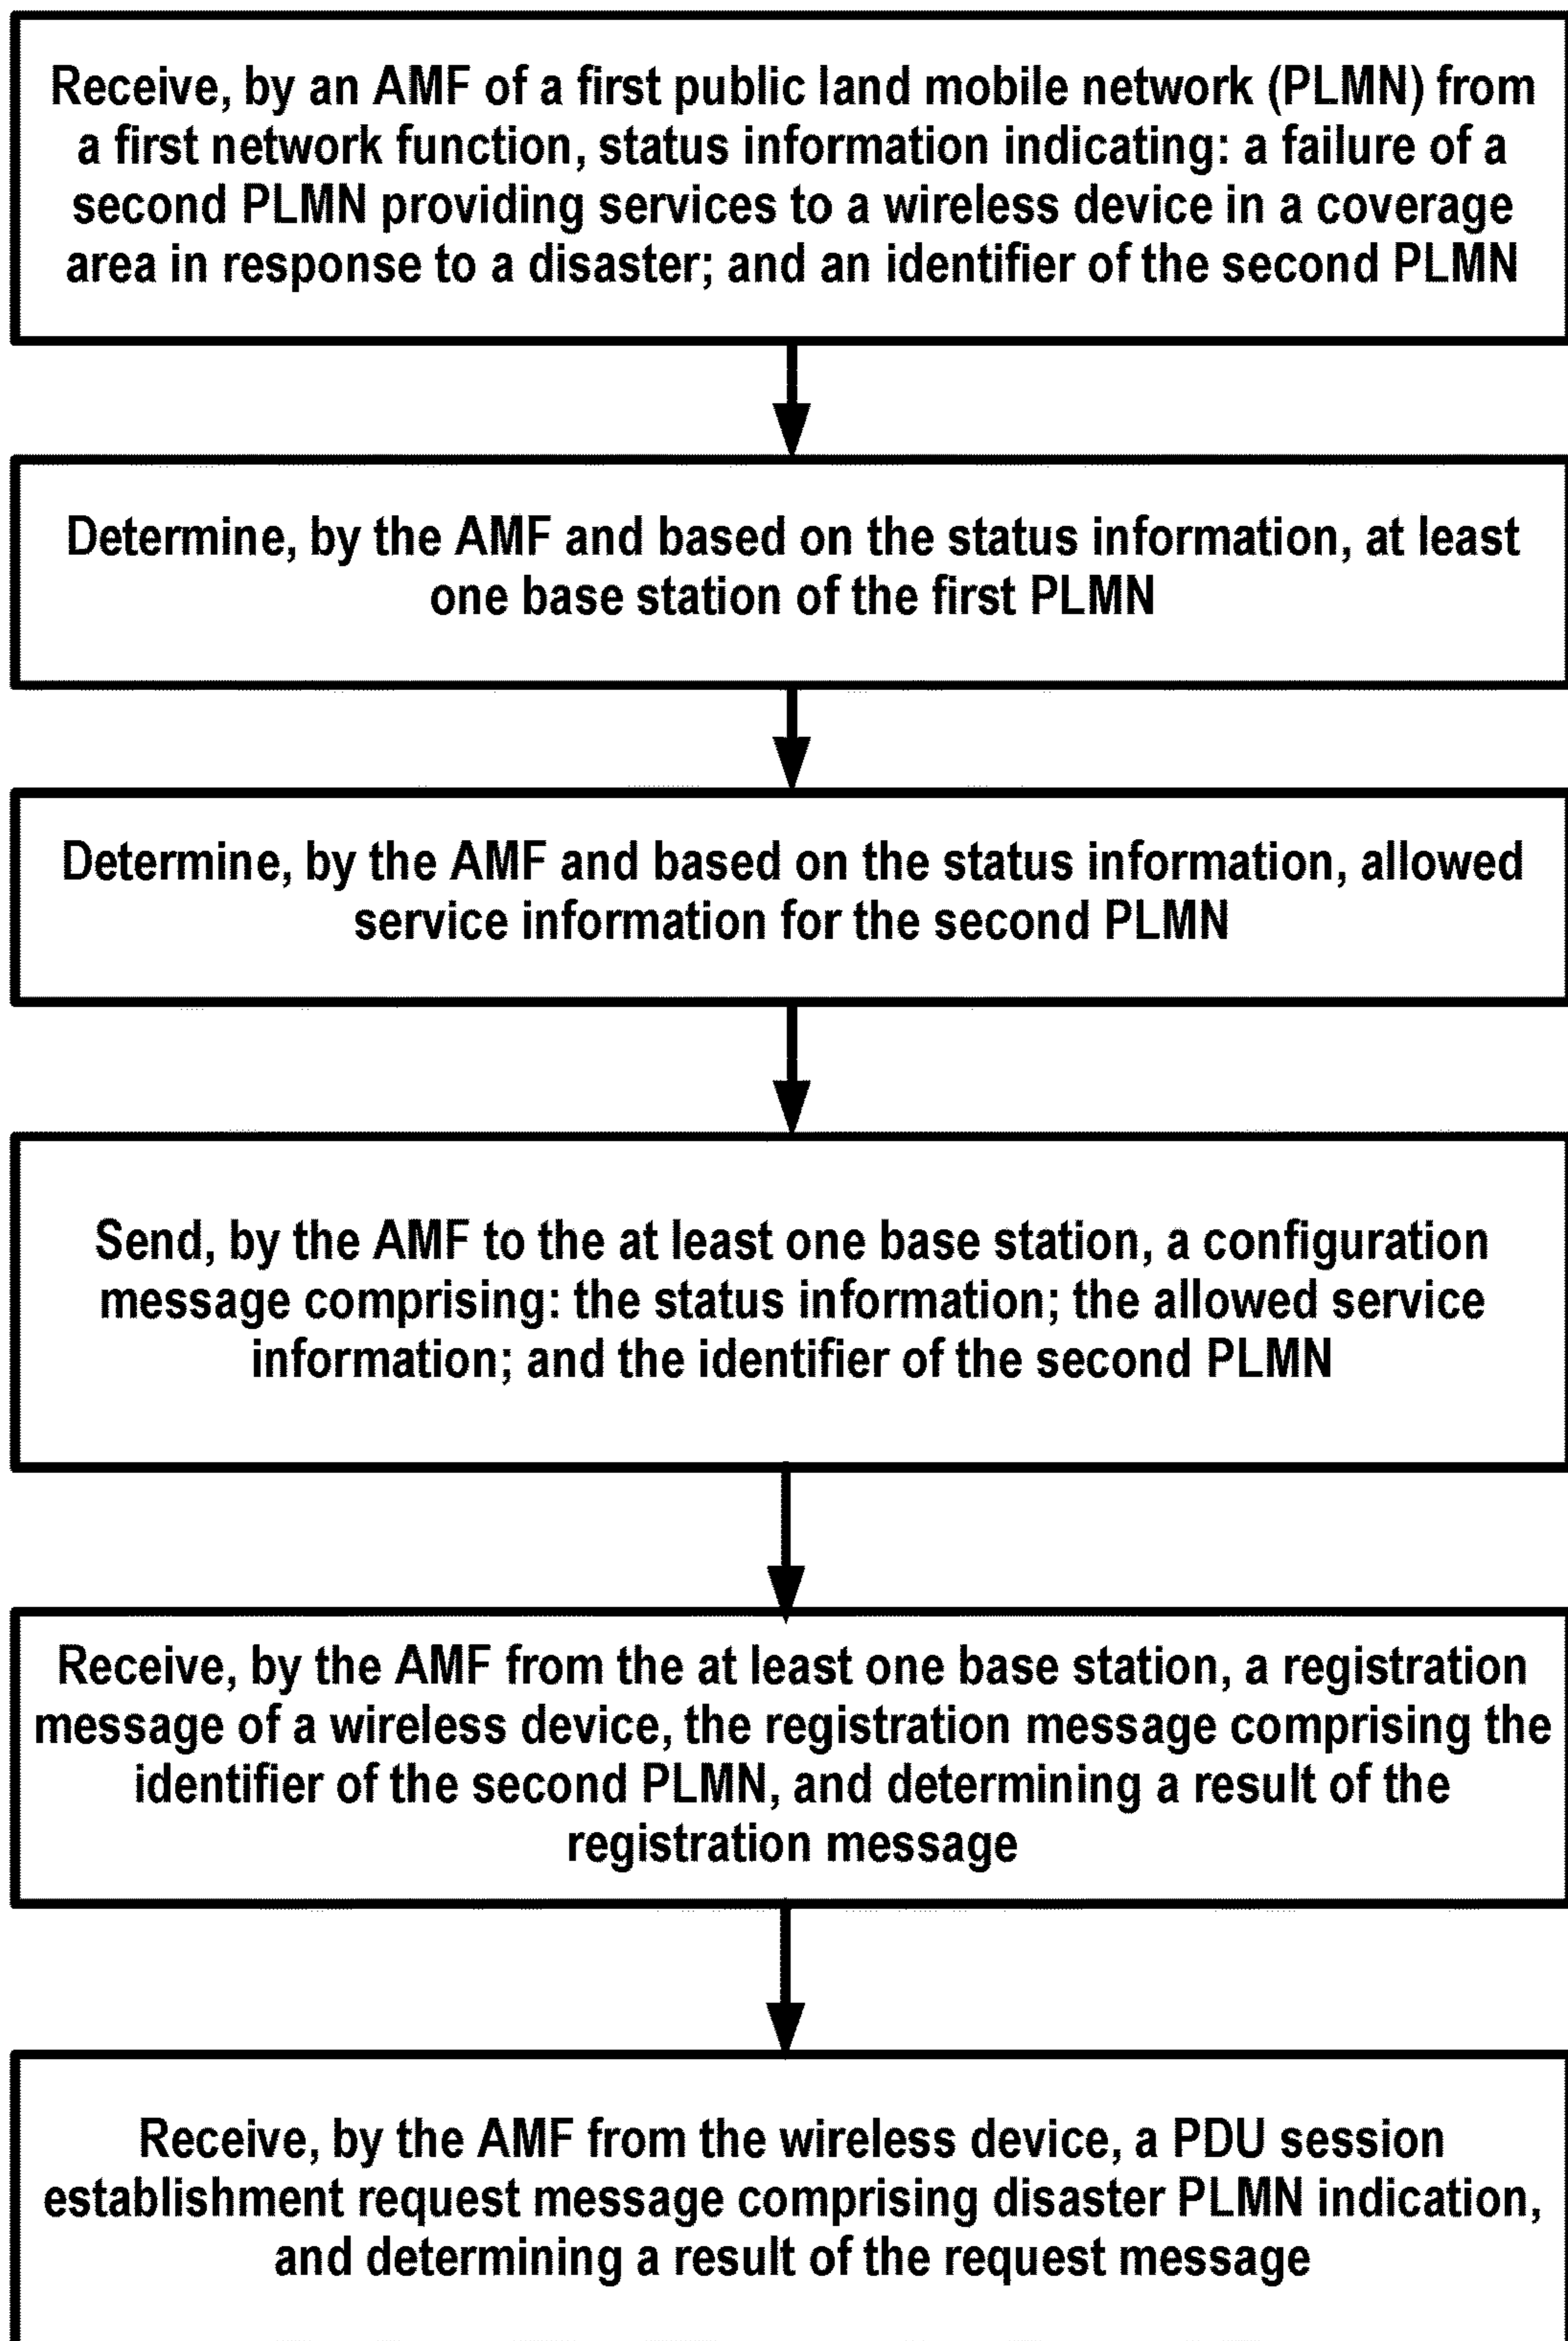 Receive, by an AMF of a first public land mobile network (PLMN) from
a first network function, status information indicating: a failure of a
second PLMN providing services to a wireless device in a coverage
area in response to a disaster; and an identifier of the second PLMN
Determine, by the AMF and based on the status information, at least
one base station of the first PLMN
Determine, by the AMF and based on the status information, allowed
service information for the second PLMN
Send, by the AMF to the at least one base station, a configuration
message comprising: the status information; the allowed service
information; and the identifier of the second PLMN
Receive, by the AMF from the at least one base station, a registration
message of a wireless device, the registration message comprising the
identifier of the second PLMN, and determining a result of the
registration message
Receive, by the AMF from the wireless device, a PDU session
establishment request message comprising disaster PLMN indication,
and determining a result of the request message